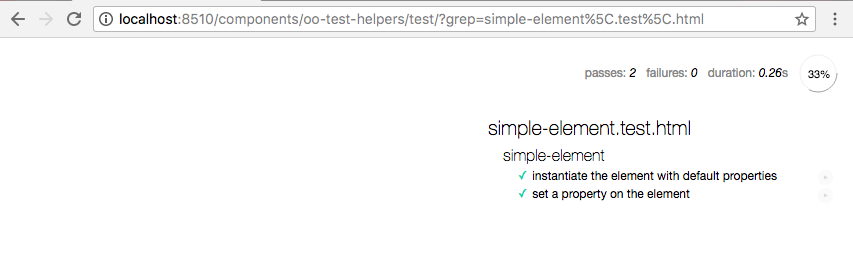 localhost:8510/components/oo-test-helpers/test/?grep=simple-element%5C.test%5C.html
passes: 2 failures: 0 duration: 0.26s 33%
simple-element.test.html
simple-element
✓ instantiate the element with default properties
✓ set a property on the element